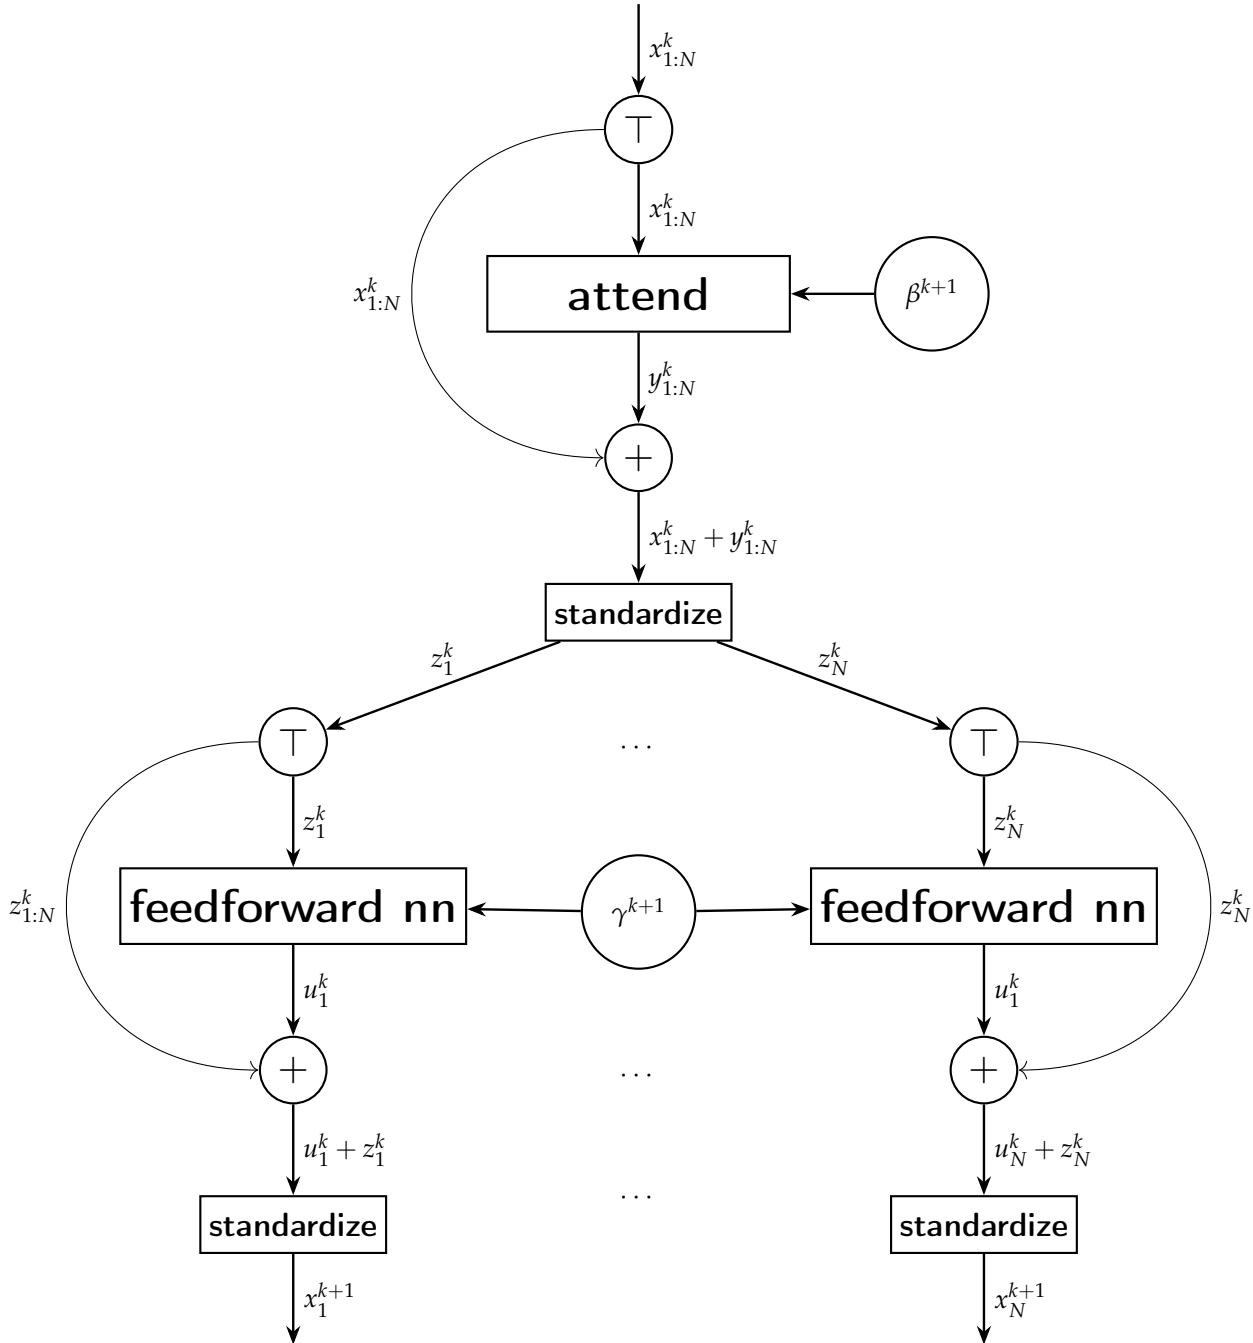 x^k_{1:N}
⊤
x^k_{1:N}
attend
β^{k+1}
x^k_{1:N}
y^k_{1:N}
+
x^k_{1:N} + y^k_{1:N}
standardize
z^k_1
z^k_N
⊤
...
⊤
z^k_1
z^k_N
z^k_{1:N}
feedforward nn
γ^{k+1}
feedforward nn
z^k_N
u^k_1
u^k_1
+
...
+
u^k_1 + z^k_1
u^k_N + z^k_N
...
standardize
standardize
x^{k+1}_1
x^{k+1}_N